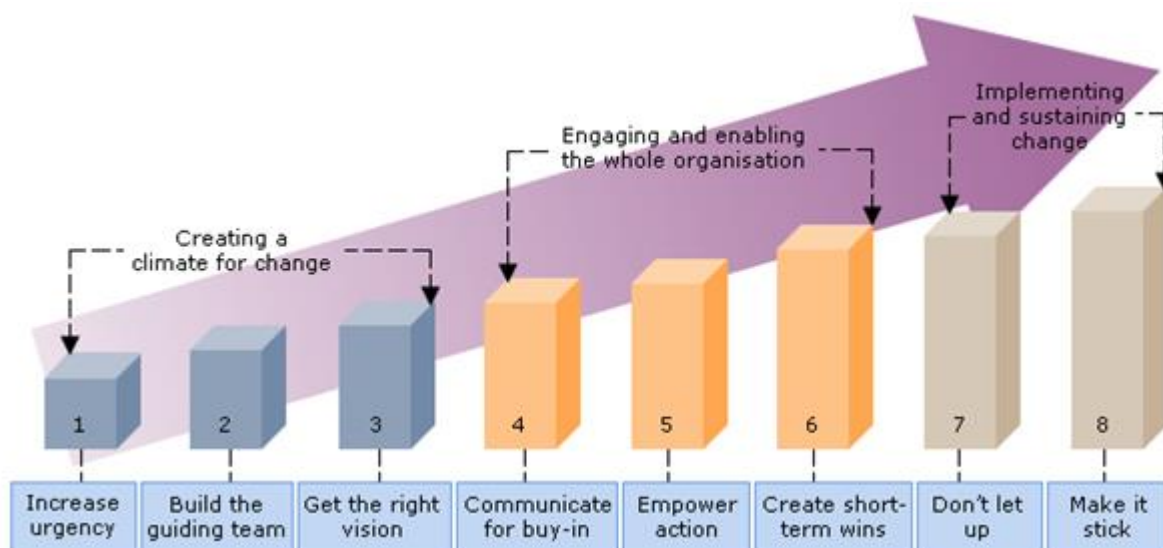 Implementing
and sustaining
change
Engaging and enabling
the whole organisation
Creating a
climate for change
1
2
3
4
5
6
7
8
Increase
urgency
Build the
guiding team
Get the right
vision
Communicate
for buy-in
Empower
action
Create short-
term wins
Don't let
up
Make it
stick